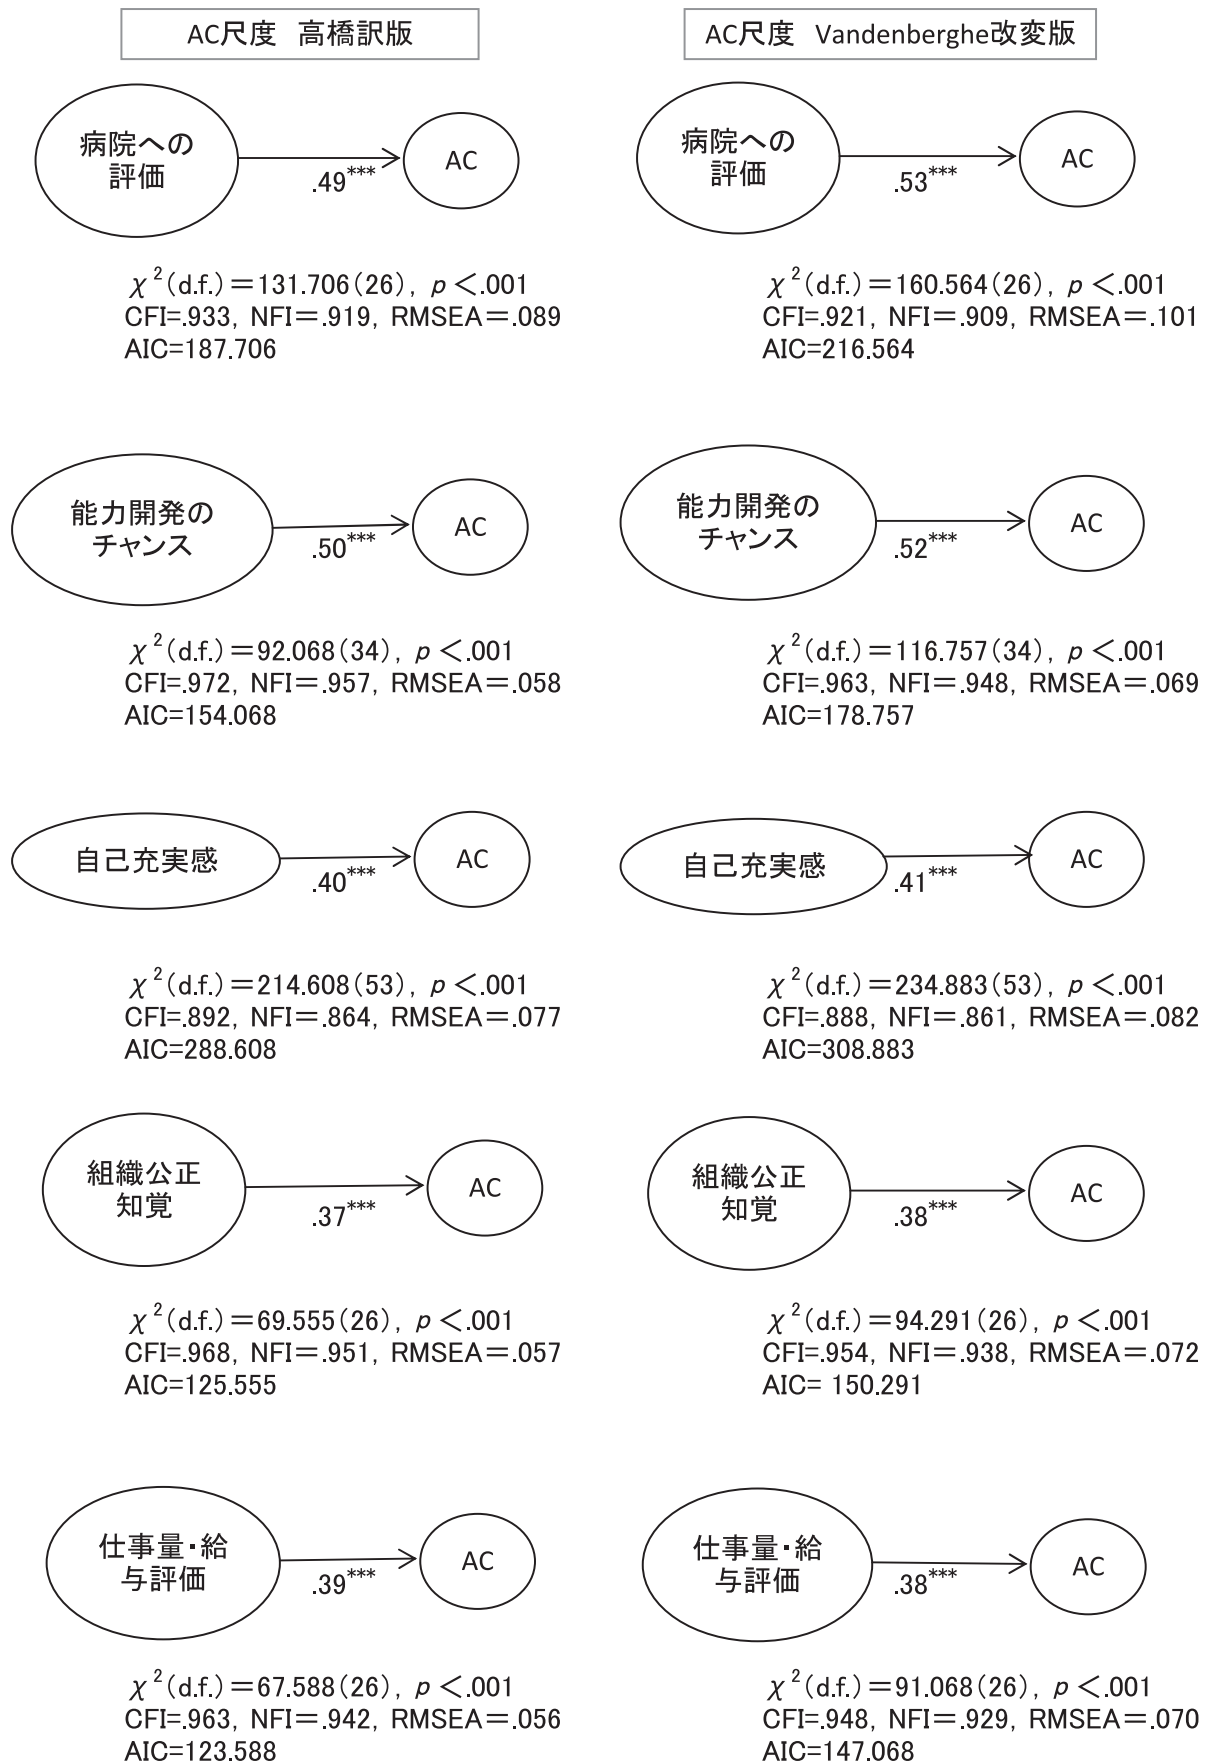 AC尺度　高橋訳版
AC尺度　Vandenberghe改変版
病院への
評価
.49***
AC
病院への
評価
.53***
AC
χ²(d.f.)＝131.706(26), p＜.001
CFI=.933, NFI＝.919, RMSEA＝.089
AIC=187.706
χ²(d.f.)＝160.564(26), p＜.001
CFI=.921, NFI＝.909, RMSEA＝.101
AIC=216.564
能力開発の
チャンス
.50***
AC
能力開発の
チャンス
.52***
AC
χ²(d.f.)＝92.068(34), p＜.001
CFI=.972, NFI＝.957, RMSEA＝.058
AIC=154.068
χ²(d.f.)＝116.757(34), p＜.001
CFI=.963, NFI＝.948, RMSEA＝.069
AIC=178.757
自己充実感
.40***
AC
自己充実感
.41***
AC
χ²(d.f.)＝214.608(53), p＜.001
CFI=.892, NFI＝.864, RMSEA＝.077
AIC=288.608
χ²(d.f.)＝234.883(53), p＜.001
CFI=.888, NFI＝.861, RMSEA＝.082
AIC=308.883
組織公正
知覚
.37***
AC
組織公正
知覚
.38***
AC
χ²(d.f.)＝69.555(26), p＜.001
CFI=.968, NFI＝.951, RMSEA＝.057
AIC=125.555
χ²(d.f.)＝94.291(26), p＜.001
CFI=.954, NFI＝.938, RMSEA＝.072
AIC= 150.291
仕事量・給
与評価
.39***
AC
仕事量・給
与評価
.38***
AC
χ²(d.f.)＝67.588(26), p＜.001
CFI=.963, NFI＝.942, RMSEA＝.056
AIC=123.588
χ²(d.f.)＝91.068(26), p＜.001
CFI=.948, NFI＝.929, RMSEA＝.070
AIC=147.068